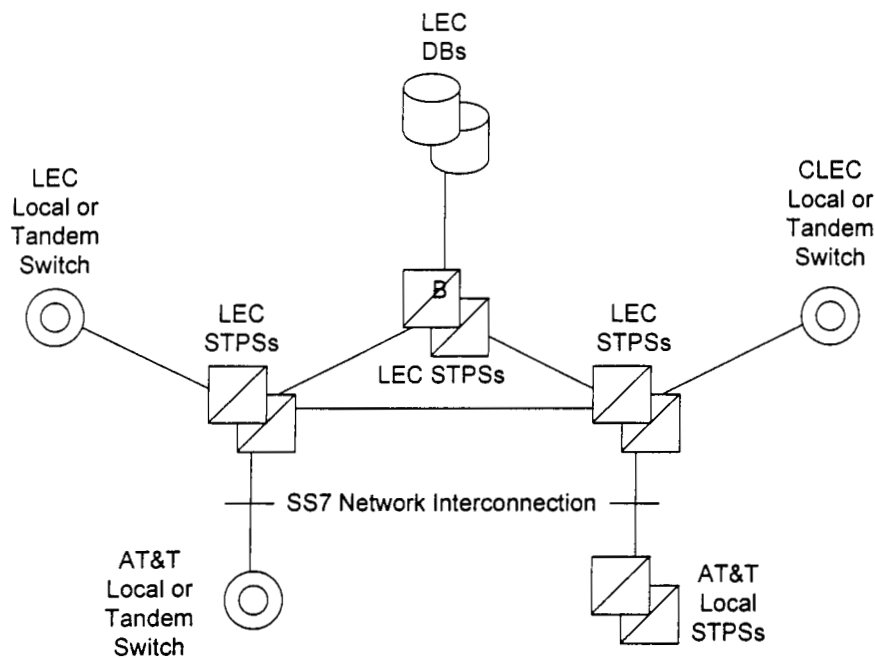 LEC
DBs
LEC
Local or
Tandem
Switch
CLEC
Local or
Tandem
Switch
B
LEC
STPSs
LEC STPSs
LEC
STPSs
SS7 Network Interconnection
AT&T
Local or
Tandem
Switch
AT&T
Local
STPSs